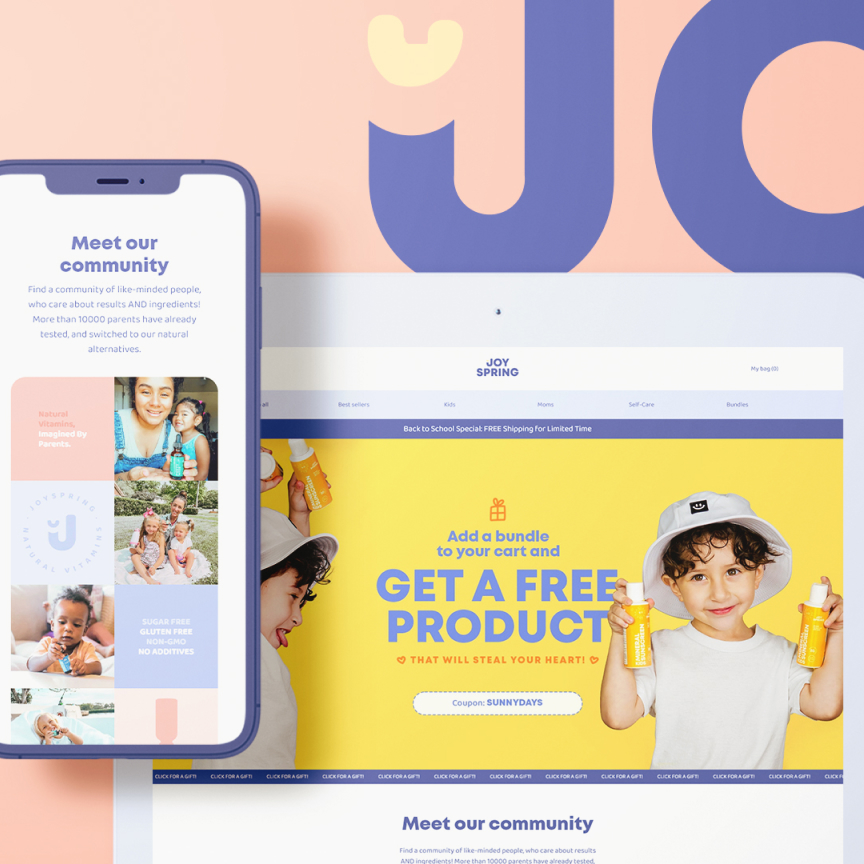 JO
Meet our
community
Find a community of like-minded people,
who care about results AND ingredients!
More than 10000 parents have already
tested, and switched to our natural
alternatives.
Natural
Vitamins,
Imagined By
Parents.
JOYSPRING
NATURAL VITAMINS
SUGAR FREE
GLUTEN FREE
NON-GMO
NO ADDITIVES
JOY
SPRING
My bag (0)
all
Best sellers
Kids
Moms
Self-Care
Bundles
Back to School Special: FREE Shipping for Limited Time
Add a bundle
to your cart and
GET A FREE
PRODUCT
THAT WILL STEAL YOUR HEART!
Coupon: SUNNYDAYS
MINERAL
SUNSCREEN
CLICK FOR A GIFT! CLICK FOR A GIFT! CLICK FOR A GIFT! CLICK FOR A GIFT! CLICK FOR A GIFT! CLICK FOR A GIFT! CLICK FOR A GIFT! CLICK FOR A GIFT! CLICK FOR A GIFT! CLICK FOR A GIFT! CLICK FOR A GIFT! CLICK FOR A GIFT! CLICK F
Meet our community
Find a community of like-minded people, who care about results
AND ingredients! More than 10000 parents have already tested,